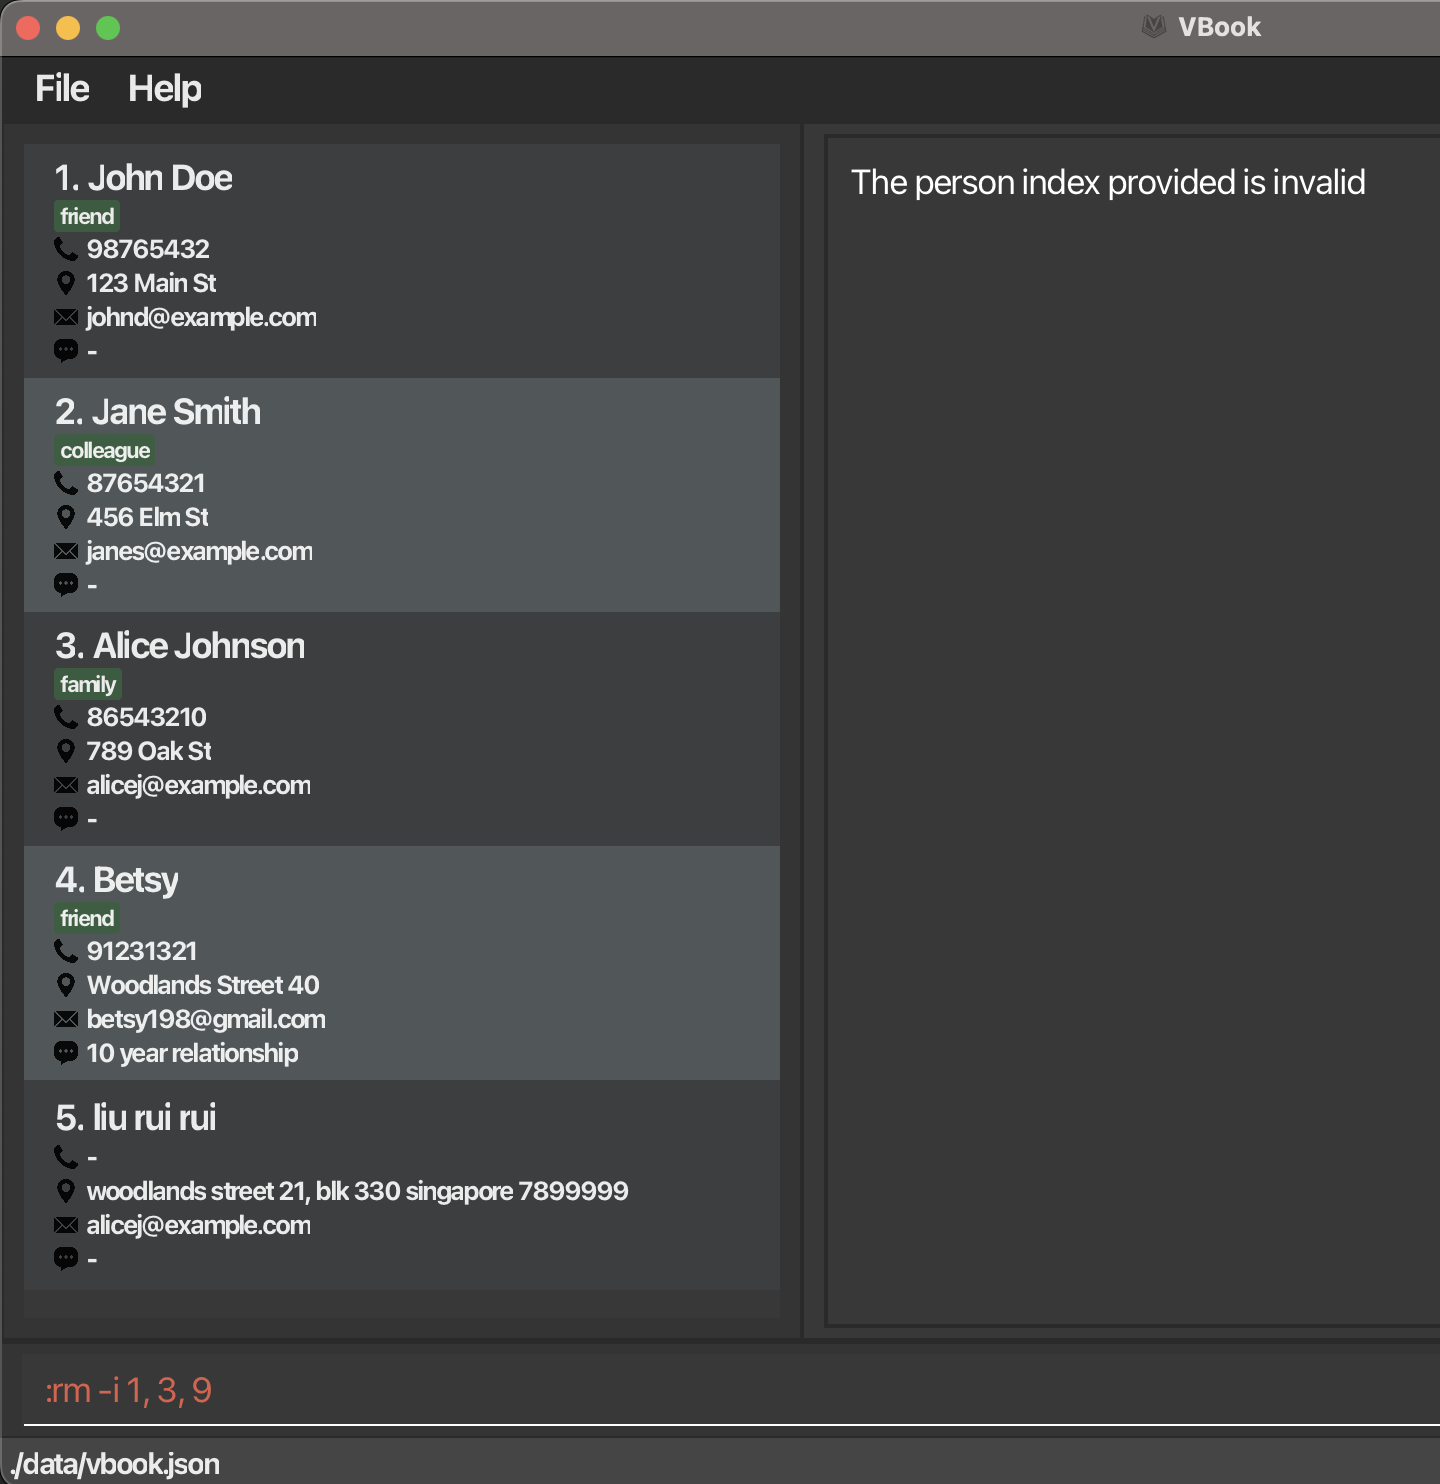 VBook
File Help
1. John Doe
friend
98765432
123 Main St
johnd@example.com
-
2. Jane Smith
colleague
87654321
456 Elm St
janes@example.com
-
3. Alice Johnson
family
86543210
789 Oak St
alicej@example.com
-
4. Betsy
friend
91231321
Woodlands Street 40
betsy198@gmail.com
10 year relationship
5. liu rui rui
-
woodlands street 21, blk 330 singapore 7899999
alicej@example.com
-
The person index provided is invalid
:rm -i 1, 3, 9
./data/vbook.json